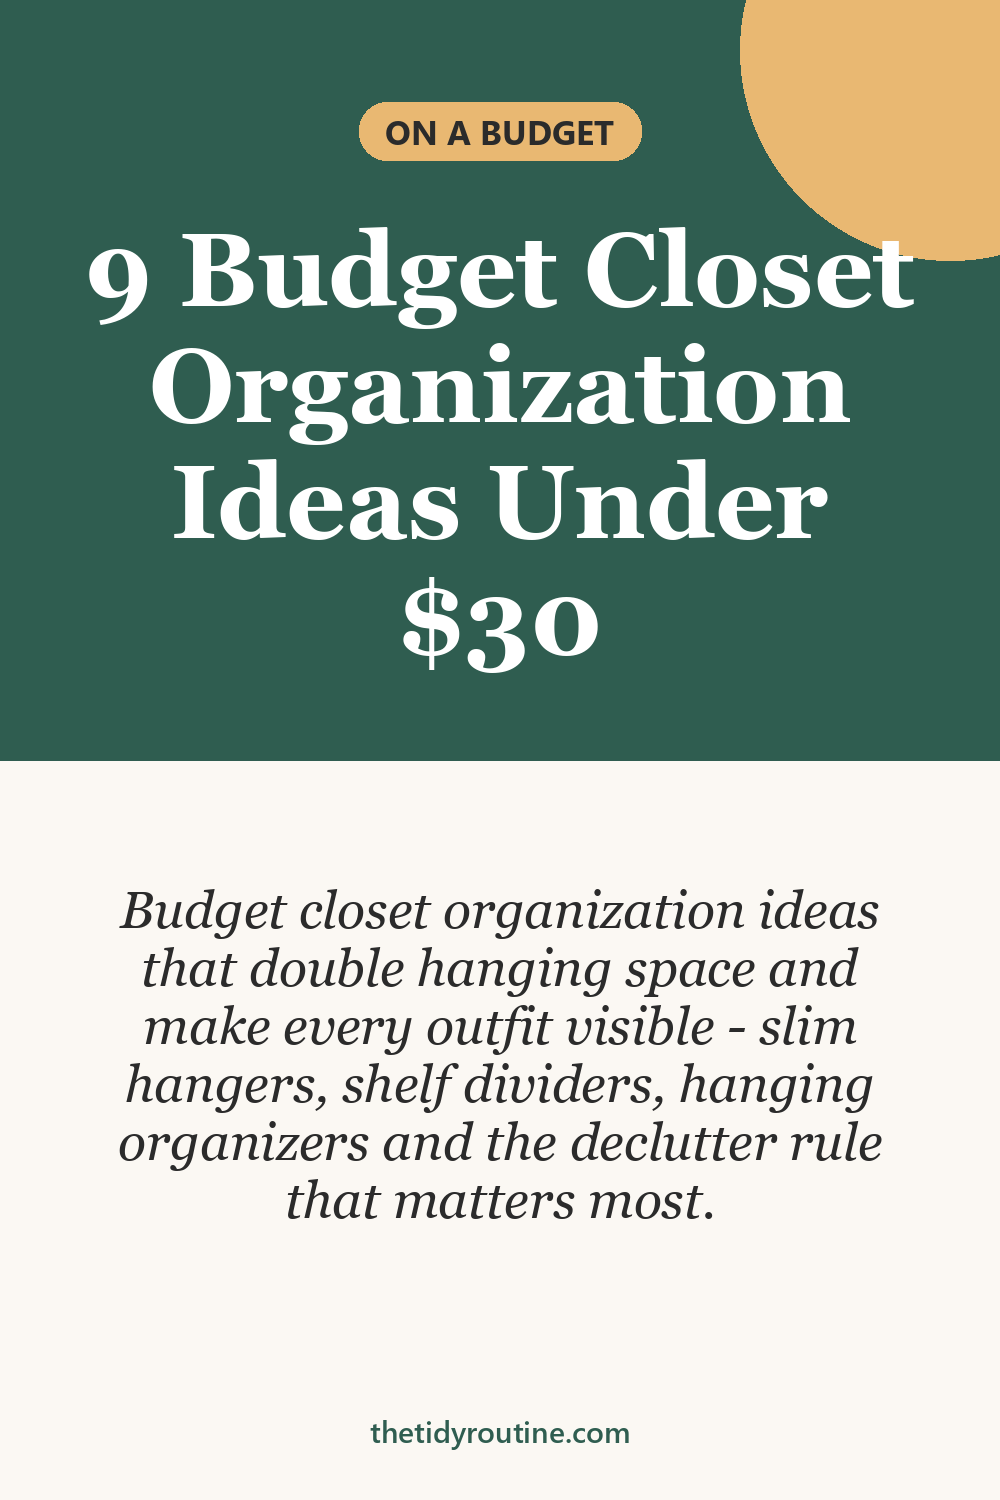 ON A BUDGET
9 Budget Closet
Organization
Ideas Under
$30
Budget closet organization ideas
that double hanging space and
make every outfit visible - slim
hangers, shelf dividers, hanging
organizers and the declutter rule
that matters most.
thetidyroutine.com